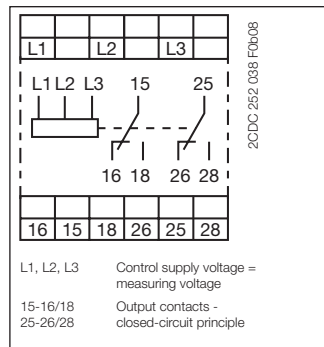 L1 L2 L3
L1 L2 L3 15 25
16 18 26 28
16 15 18 26 25 28
2CDC 252 038 F0b08
L1, L2, L3 Control supply voltage =
measuring voltage
15-16/18 Output contacts -
25-26/28 closed-circuit principle